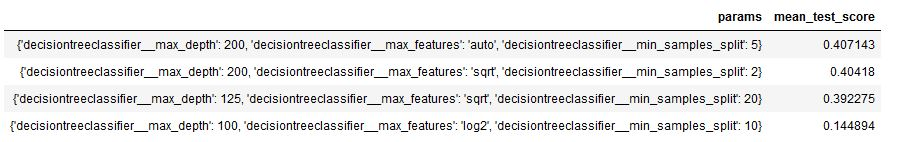 params mean_test_score
{'decisiontreeclassifier__max_depth': 200, 'decisiontreeclassifier__max_features': 'auto', 'decisiontreeclassifier__min_samples_split': 5} 0.407143
{'decisiontreeclassifier__max_depth': 200, 'decisiontreeclassifier__max_features': 'sqrt', 'decisiontreeclassifier__min_samples_split': 2} 0.40418
{'decisiontreeclassifier__max_depth': 125, 'decisiontreeclassifier__max_features': 'sqrt', 'decisiontreeclassifier__min_samples_split': 20} 0.392275
{'decisiontreeclassifier__max_depth': 100, 'decisiontreeclassifier__max_features': 'log2', 'decisiontreeclassifier__min_samples_split': 10} 0.144894